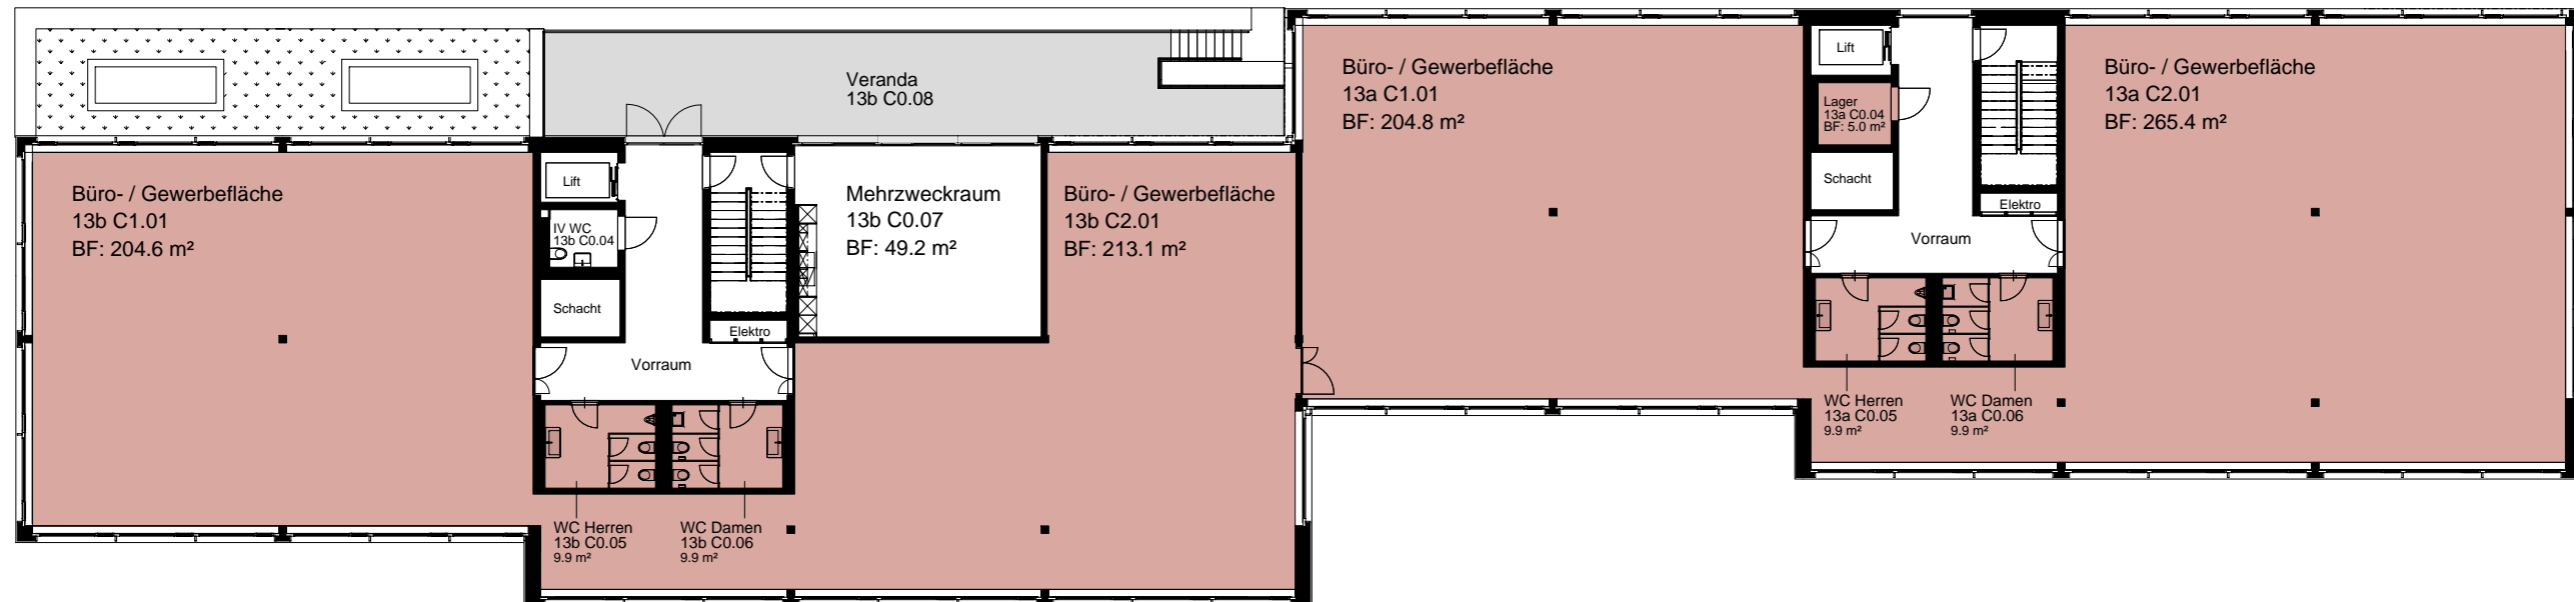 Veranda
13b C0.08
Büro- / Gewerbefläche
13b C1.01
BF: 204.6 m²
Lift
IV WC
13b C0.04
Schacht
Elektro
Vorraum
Mehrzweckraum
13b C0.07
BF: 49.2 m²
Büro- / Gewerbefläche
13b C2.01
BF: 213.1 m²
WC Herren
13b C0.05
9.9 m²
WC Damen
13b C0.06
9.9 m²
Büro- / Gewerbefläche
13a C1.01
BF: 204.8 m²
Lift
Lager
13a C0.04
BF: 5.0 m²
Schacht
Elektro
Vorraum
Büro- / Gewerbefläche
13a C2.01
BF: 265.4 m²
WC Herren
13a C0.05
9.9 m²
WC Damen
13a C0.06
9.9 m²